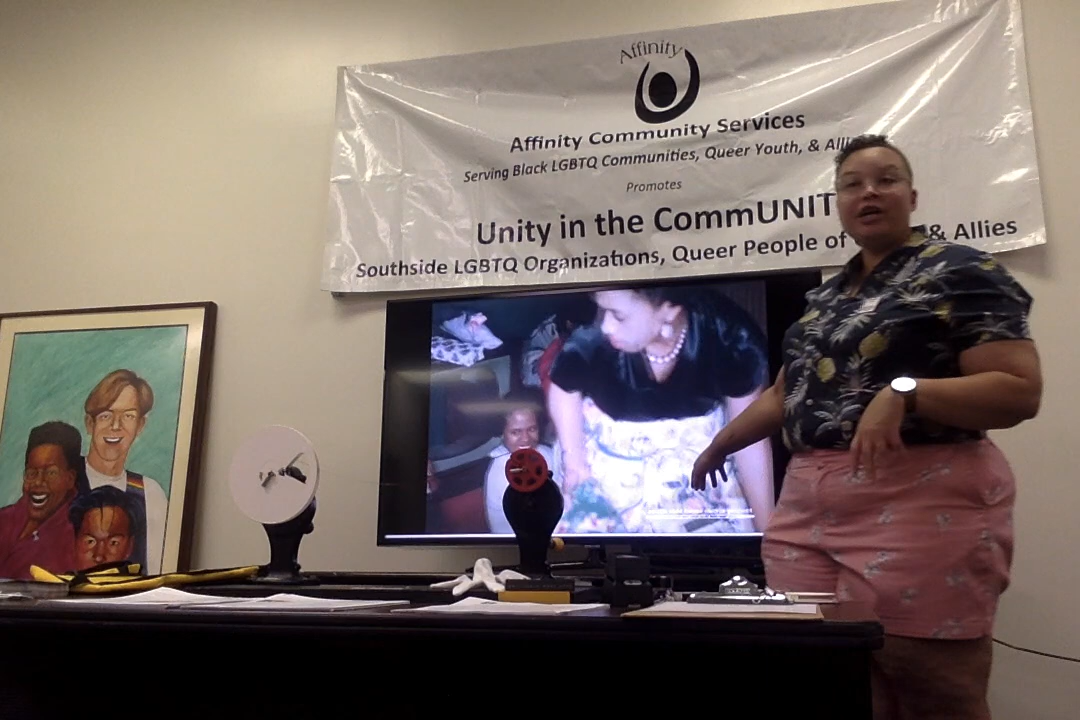 Affinity
Affinity Community Services
Serving Black LGBTQ Communities, Queer Youth, & Alli
Promotes
Unity in the CommUNIT
Southside LGBTQ Organizations, Queer People of & Allies